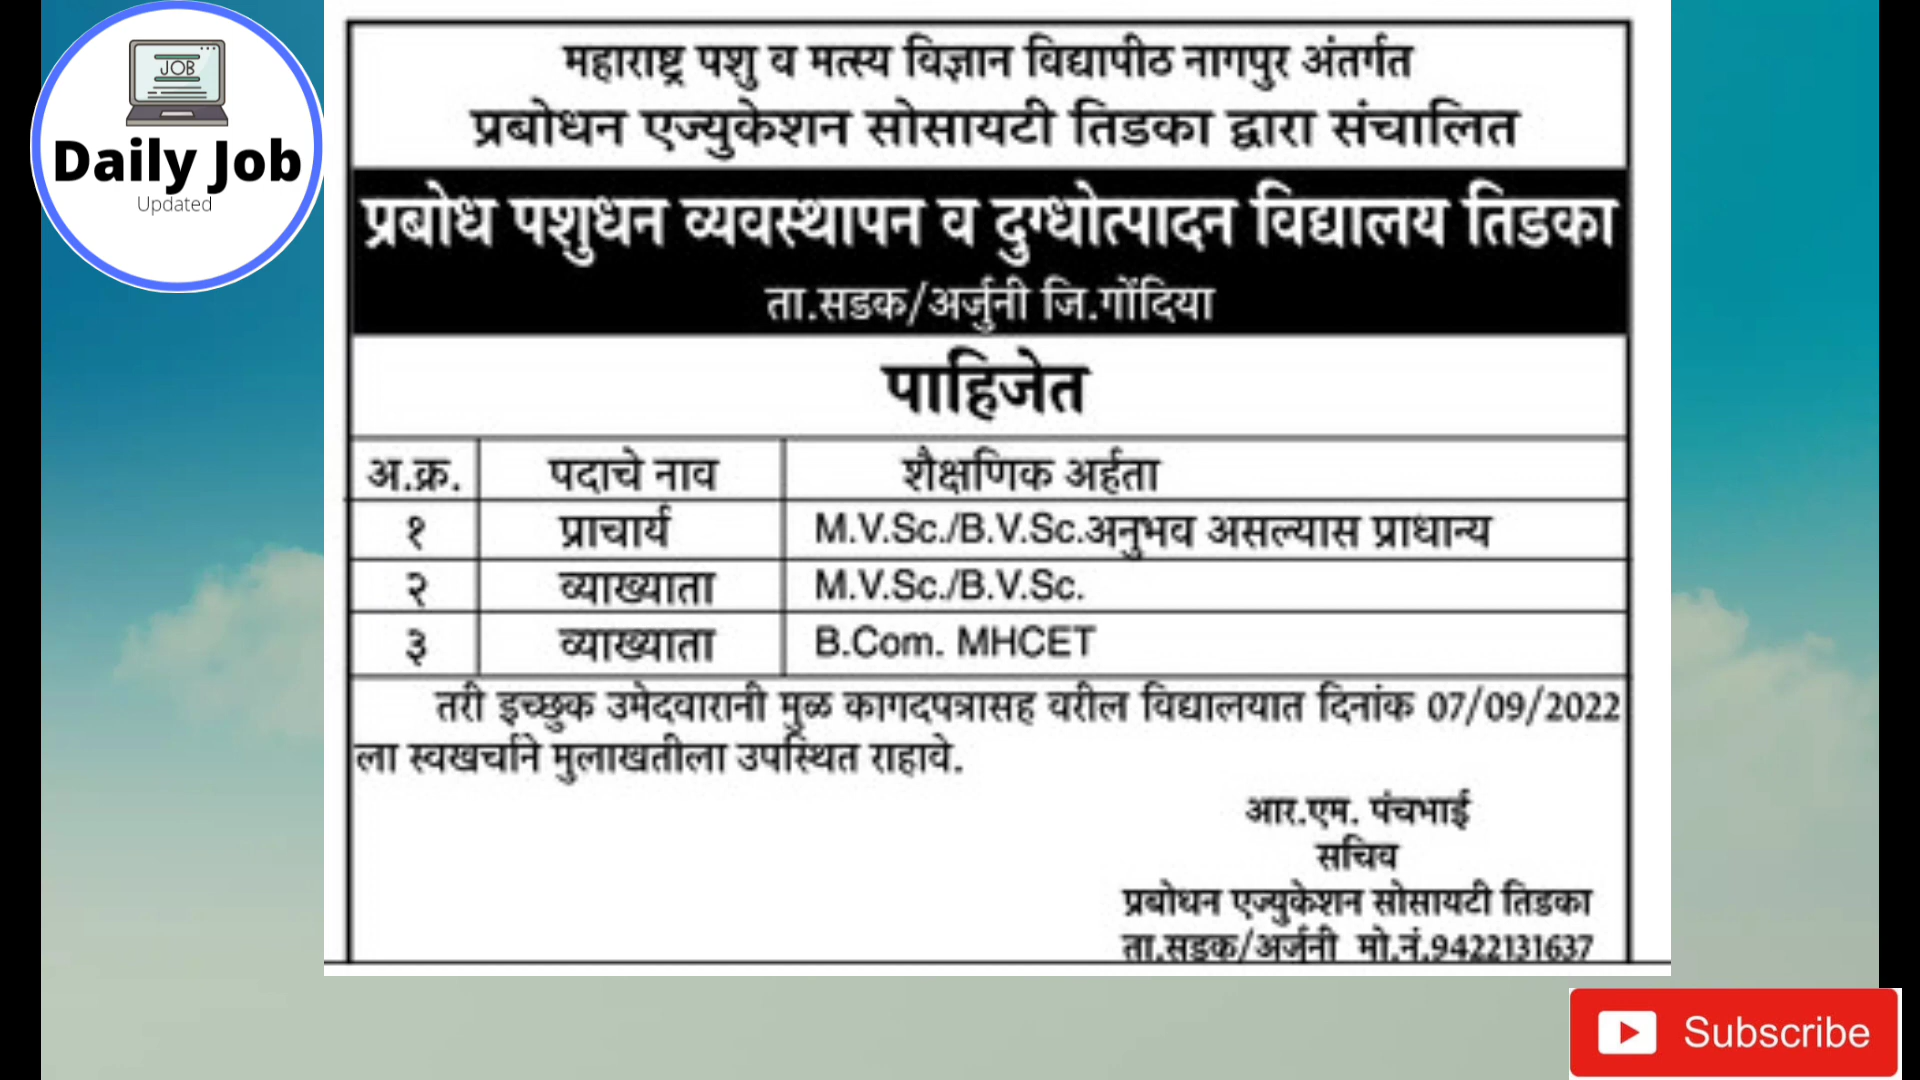 JOB
Daily Job
Updated
महाराष्ट्र पशु व मत्स्य विज्ञान विद्यापीठ नागपुर अंतर्गत
प्रबोधन एज्युकेशन सोसायटी तिडका द्वारा संचालित
प्रबोध पशुधन व्यवस्थापन व दुग्धोत्पादन विद्यालय तिडका
ता.सडक/अर्जुनी जि.गोंदिया
पाहिजेत
अ.क्र. पदाचे नाव शैक्षणिक अर्हता
१ प्राचार्य M.V.Sc./B.V.Sc.अनुभव असल्यास प्राधान्य
२ व्याख्याता M.V.Sc./B.V.Sc.
३ व्याख्याता B.Com. MHCET
तरी इच्छुक उमेदवारानी मुळ कागदपत्रासह वरील विद्यालयात दिनांक 07/09/2022
ला स्वखर्चाने मुलाखतीला उपस्थित राहावे.
आर.एम. पंचभाई
सचिव
प्रबोधन एज्युकेशन सोसायटी तिडका
ता.सडक/अर्जुनी मो.नं.9422131637
Subscribe